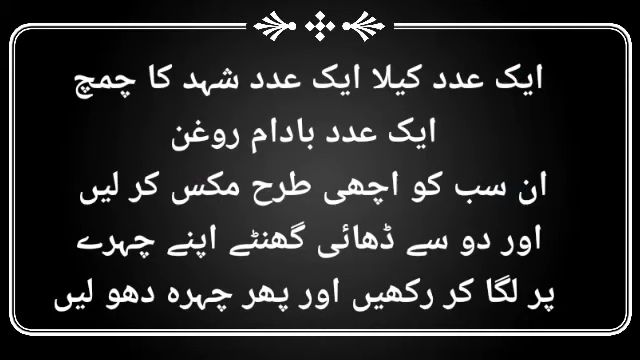 ایک عدد کیلا ایک عدد شہد کا چمچ
ایک عدد بادام روغن
ان سب کو اچھی طرح مکس کر لیں
اور دو سے ڈھائی گھنٹے اپنے چہرے
پر لگا کر رکھیں اور پھر چہرہ دھو لیں